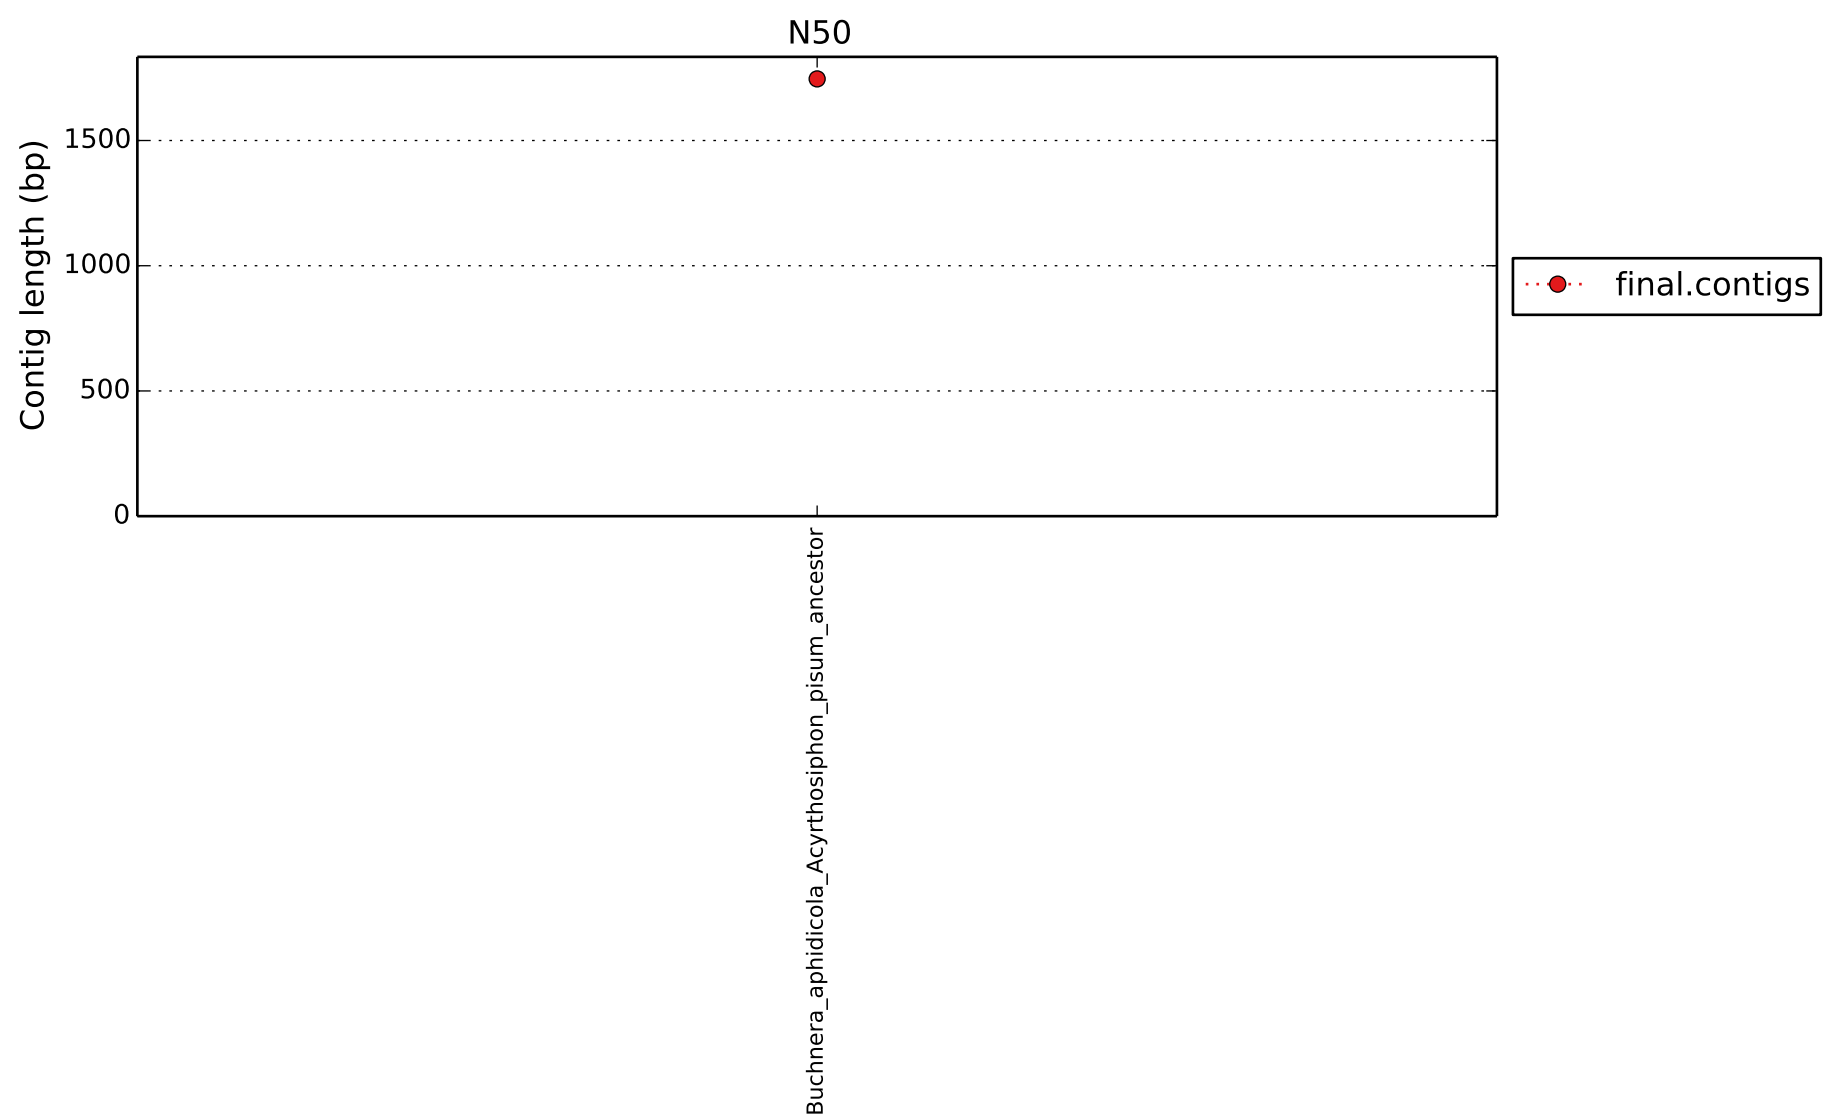 N50
Contig length (bp)
1500
1000
500
0
final.contigs
Buchnera_aphidicola_Acyrthosiphon_pisum_ancestor